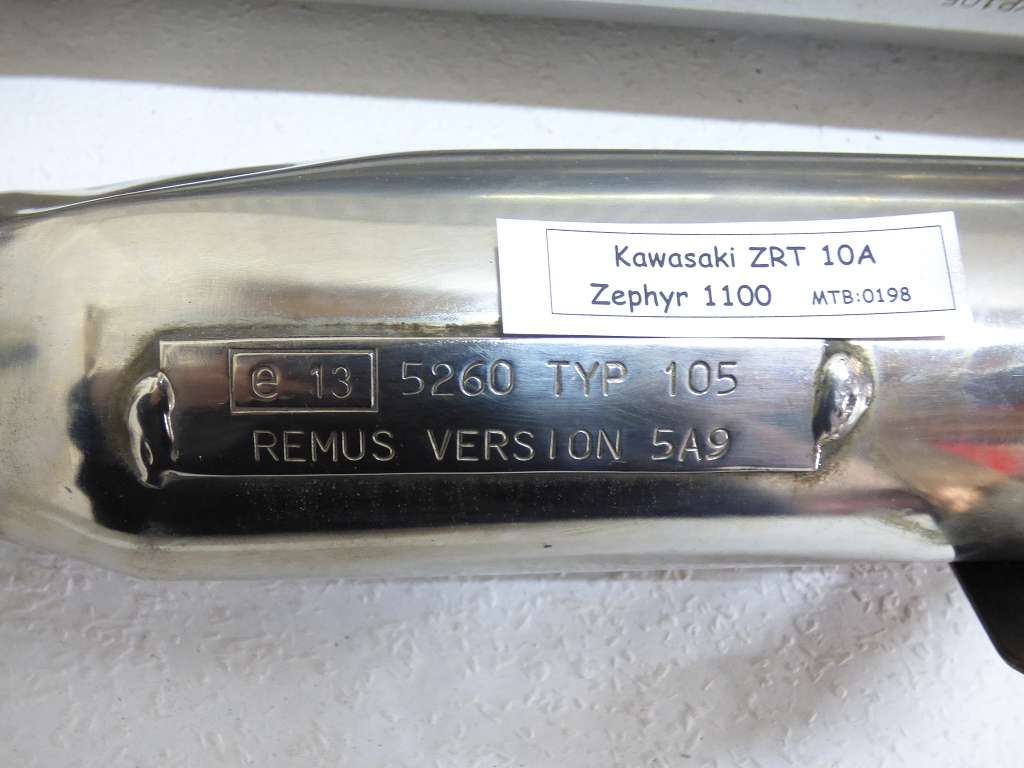 Kawasaki ZRT 10A
Zephyr 1100 MTB:0198
e 13 5260 TYP 105
REMUS VERSION 5A9